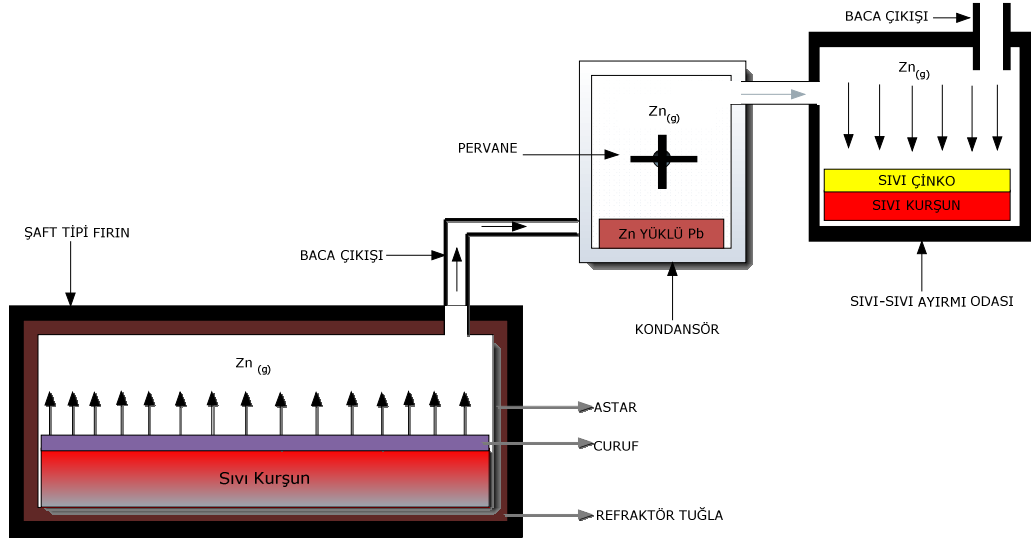 BACA ÇIKIŞI
Zn(g)
Zn(g)
PERVANE
SIVI ÇİNKO
SIVI KURŞUN
ŞAFT TİPİ FIRIN
Zn YÜKLÜ Pb
BACA ÇIKIŞI
SIVI-SIVI AYIRMI ODASI
KONDANSÖR
Zn (g)
ASTAR
CURUF
Sıvı Kurşun
REFRAKTÖR TUĞLA